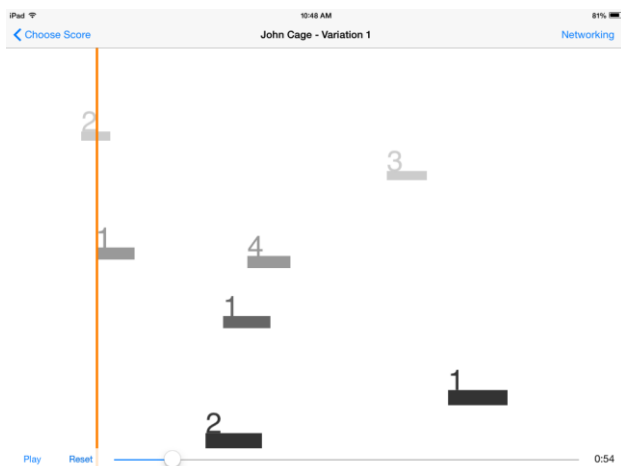 iPad 10:48 AM 81%
Choose Score John Cage - Variation 1 Networking
2
3
1
4
1
1
2
Play Reset 0:54